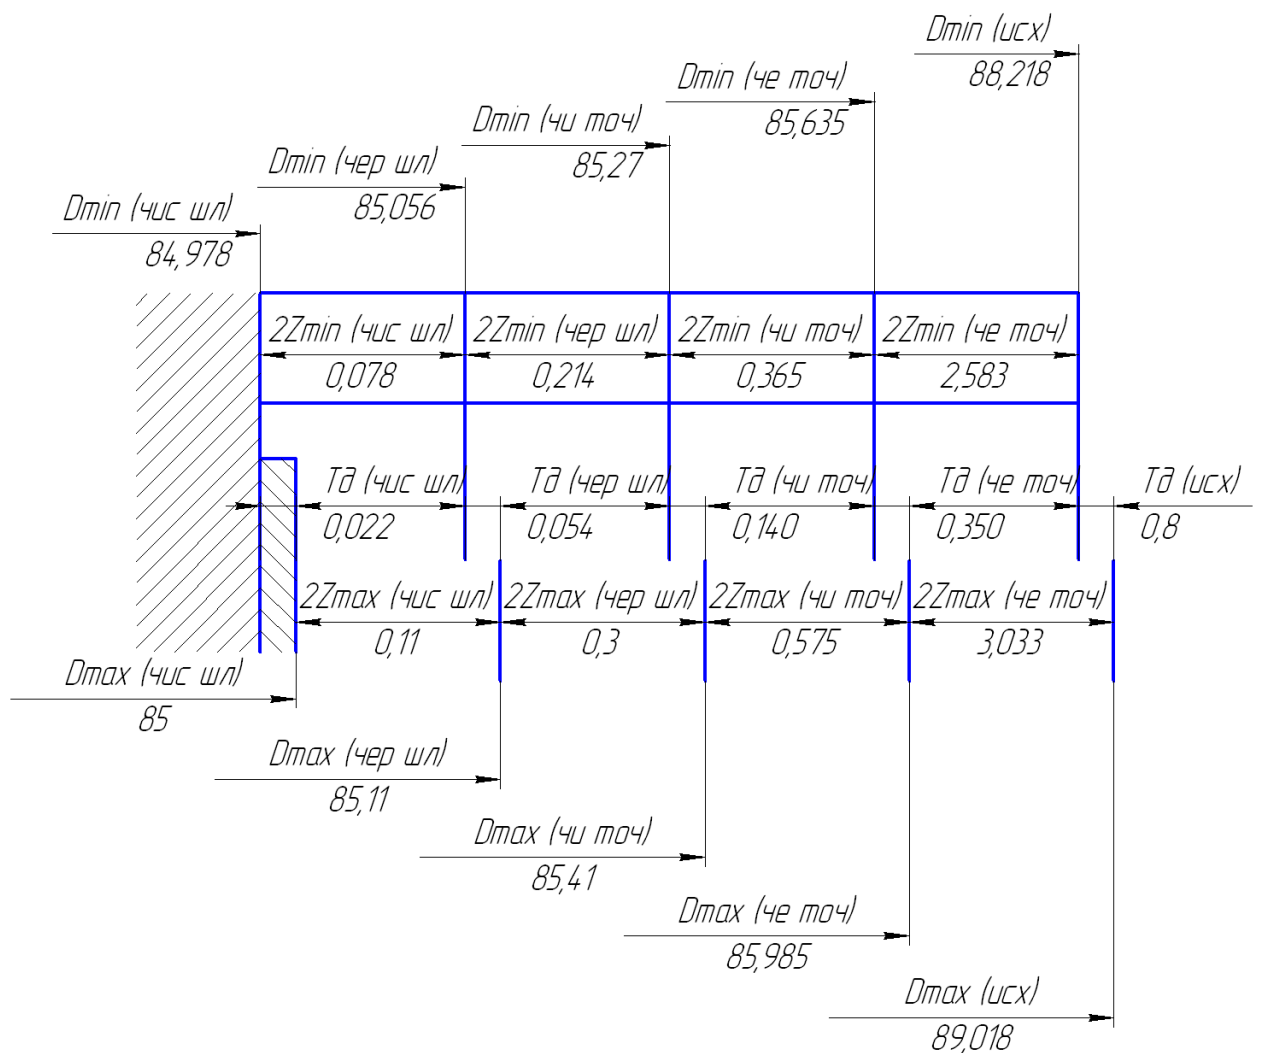 Dmin (исх)
88,218
Dmin (че точ)
85,635
Dmin (чи точ)
85,27
Dmin (чер шл)
85,056
Dmin (чис шл)
84,978
2Zmin (чис шл) 2Zmin (чер шл) 2Zmin (чи точ) 2Zmin (че точ)
0,078 0,214 0,365 2,583
Tд (чис шл) Tд (чер шл) Tд (чи точ) Tд (че точ) Tд (исх)
0,022 0,054 0,140 0,350 0,8
2Zmax (чис шл) 2Zmax (чер шл) 2Zmax (чи точ) 2Zmax (че точ)
0,11 0,3 0,575 3,033
Dmax (чис шл)
85
Dmax (чер шл)
85,11
Dmax (чи точ)
85,41
Dmax (че точ)
85,985
Dmax (исх)
89,018